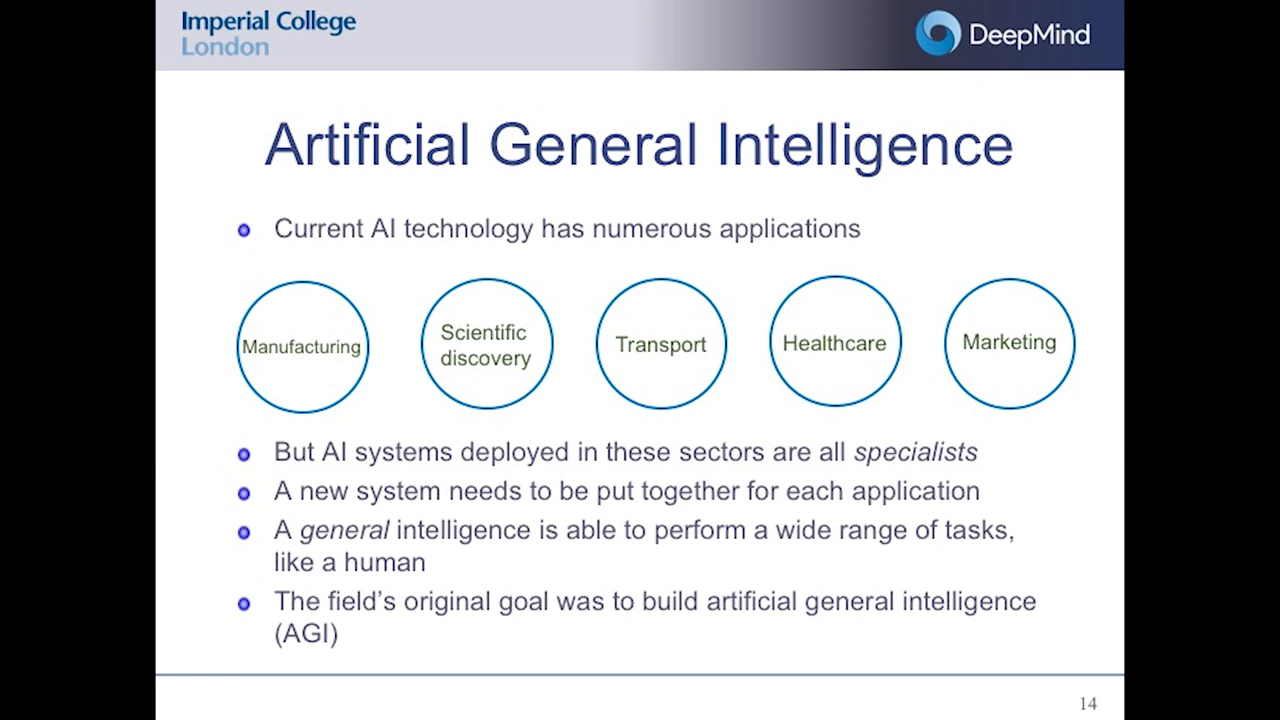 Imperial College
London
DeepMind
Artificial General Intelligence
Current AI technology has numerous applications
Manufacturing
Scientific
discovery
Transport
Healthcare
Marketing
But AI systems deployed in these sectors are all specialists
A new system needs to be put together for each application
A general intelligence is able to perform a wide range of tasks,
like a human
The field’s original goal was to build artificial general intelligence
(AGI)
14